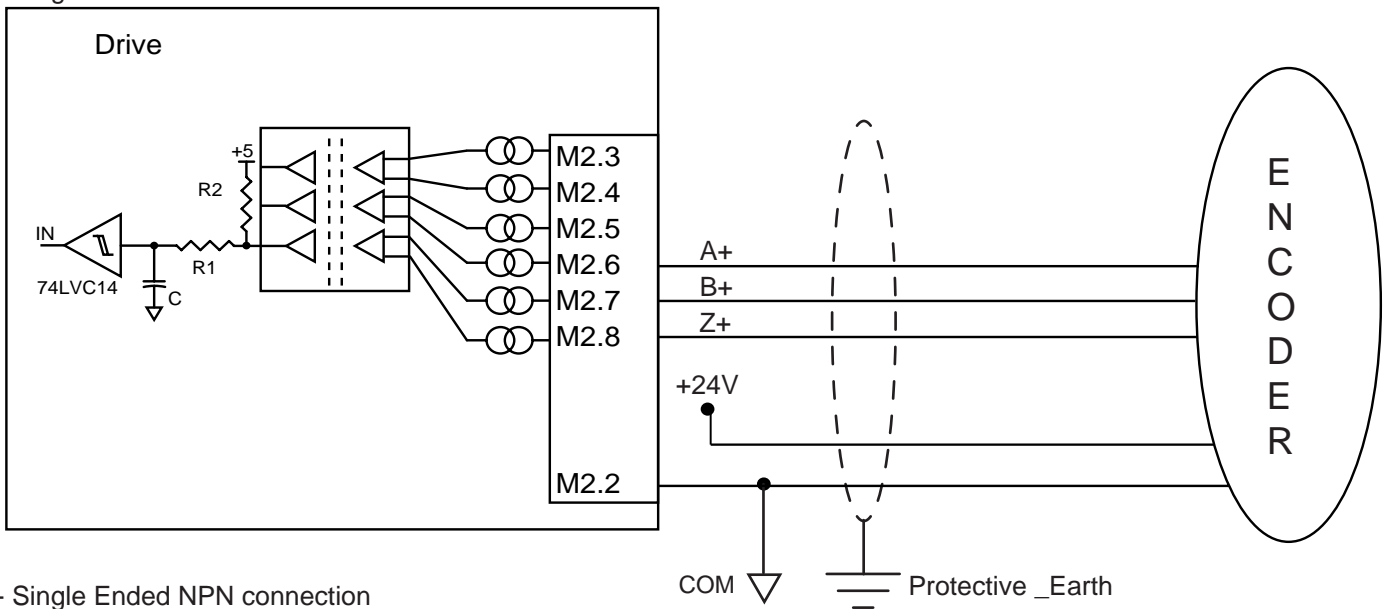 Drive
+5
R2
IN
R1
74LVC14
C
M2.3
M2.4
M2.5
M2.6
M2.7
M2.8
M2.2
A+
B+
Z+
+24V
COM
Protective _Earth
ENCODER
- Single Ended NPN connection